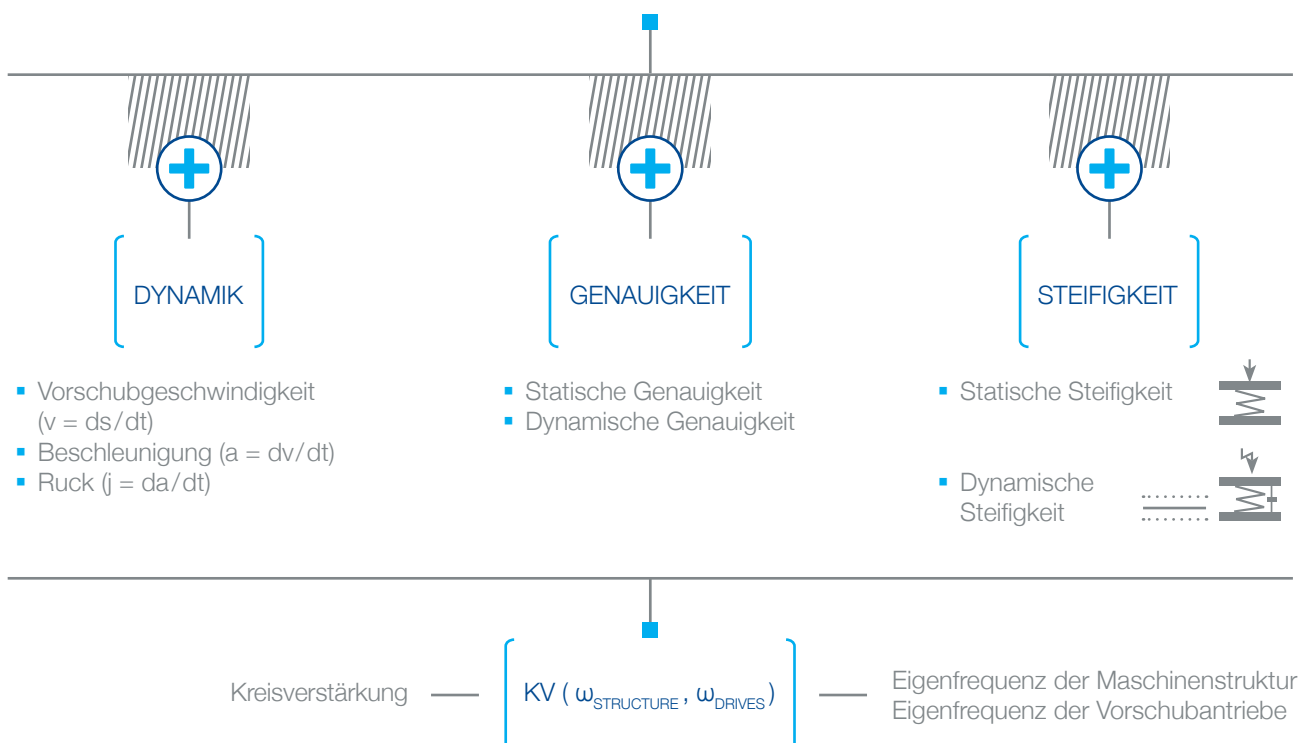 DYNAMIK
Vorschubgeschwindigkeit
(v = ds/dt)
Beschleunigung (a = dv/dt)
Ruck (j = da/dt)
GENAUIGKEIT
Statische Genauigkeit
Dynamische Genauigkeit
STEIFIGKEIT
Statische Steifigkeit
Dynamische
Steifigkeit
Kreisverstärkung
KV ( ωSTRUCTURE , ωDRIVES )
Eigenfrequenz der Maschinenstruktur
Eigenfrequenz der Vorschubantriebe